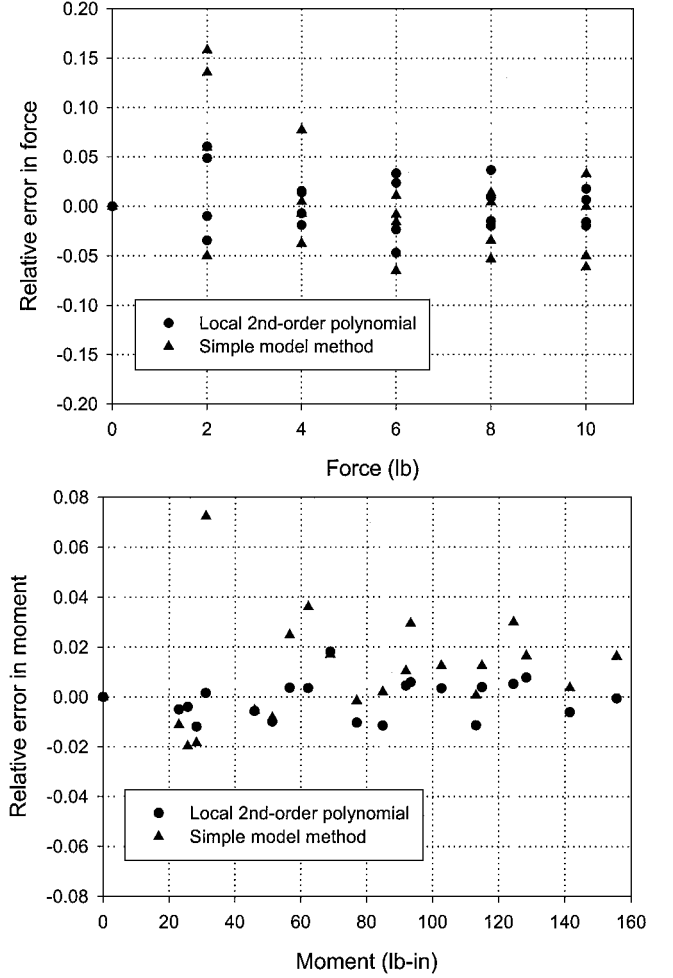 0.20
0.15
0.10
0.05
0.00
-0.05
-0.10
-0.15
-0.20
Relative error in force
Local 2nd-order polynomial
Simple model method
0 2 4 6 8 10
Force (lb)
0.08
0.06
0.04
0.02
0.00
-0.02
-0.04
-0.06
-0.08
Relative error in moment
Local 2nd-order polynomial
Simple model method
0 20 40 60 80 100 120 140 160
Moment (lb-in)